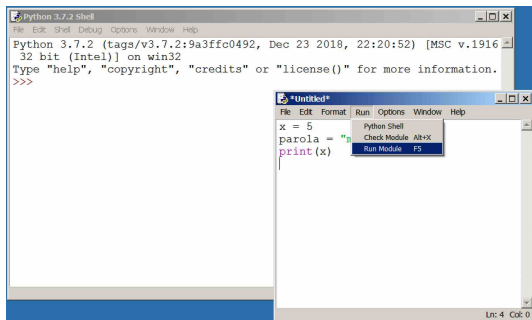 Python 3.7.2 Shell
File Edit Shell Debug Options Window Help
Python 3.7.2 (tags/v3.7.2:9a3ffc0492, Dec 23 2018, 22:20:52) [MSC v.1916
32 bit (Intel)] on win32
Type "help", "copyright", "credits" or "license()" for more information.
>>>
*Untitled*
File Edit Format Run Options Window Help
x = 5
parola = "
print(x)
Python Shell
Check Module Alt+X
Run Module F5
Ln: 4 Col: 0